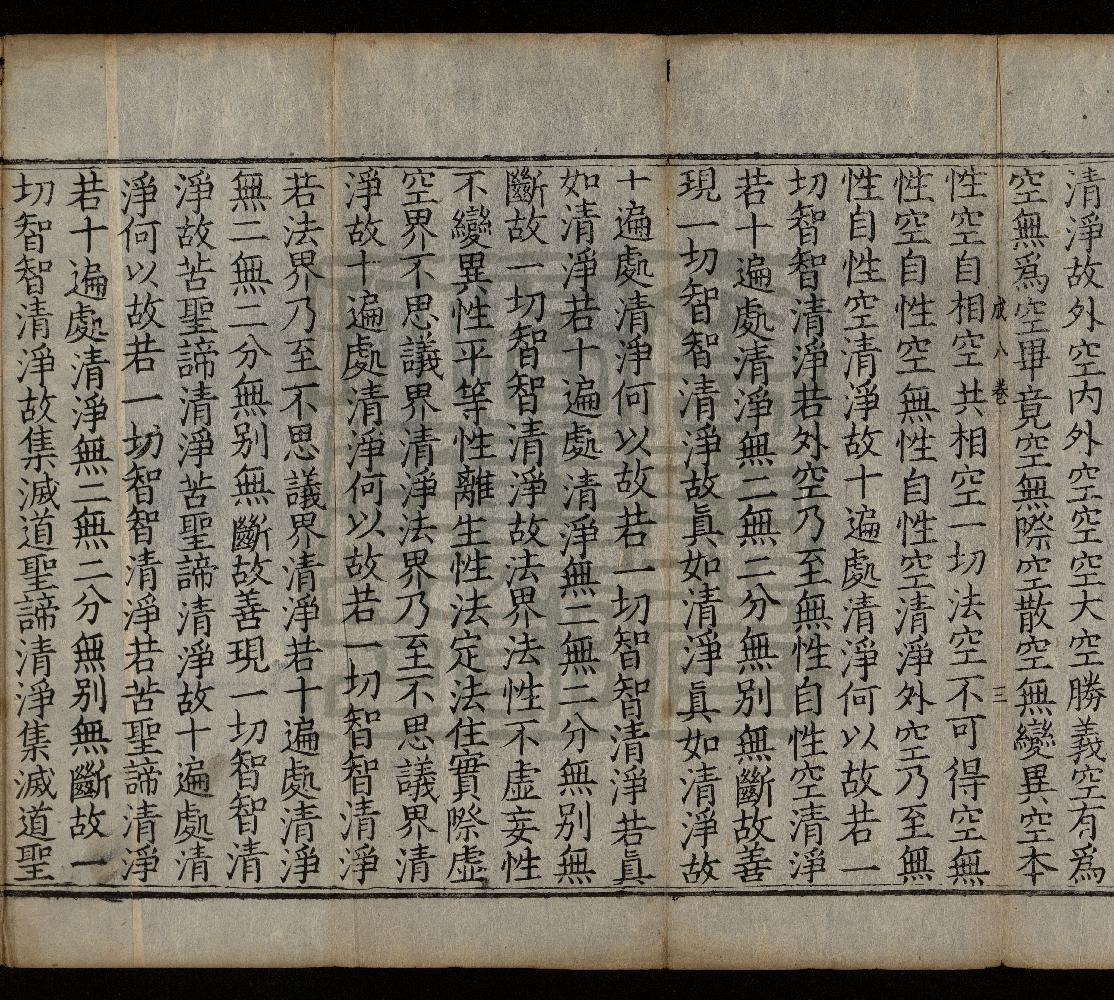 清淨故外空内外空空空大空勝義空有爲
空無爲空畢竟空無際空散空無變異空本
成八卷 三
性空自相空共相空一切法空不可得空無
性空自性空無性自性空清淨外空乃至無
性自性空清淨故十遍處清淨何以故若一
切智智清淨若外空乃至無性自性空清淨
若十遍處清淨無二無二分無别無斷故善
現一切智智清淨故眞如清淨眞如清淨故
十遍處清淨何以故若一切智智清淨若眞
如清淨若十遍處清淨無二無二分無别無
斷故一切智智清淨故法界法性不虛妄性
不變異性平等性離生性法定法住實際虛
空界不思議界清淨法界乃至不思議界清
淨故十遍處清淨何以故若一切智智清淨
若法界乃至不思議界清淨若十遍處清淨
無二無二分無别無斷故善現一切智智清
淨故苦聖諦清淨苦聖諦清淨故十遍處清
淨何以故若一切智智清淨若苦聖諦清淨
若十遍處清淨無二無二分無别無斷故一
切智智清淨故集滅道聖諦清淨集滅道聖